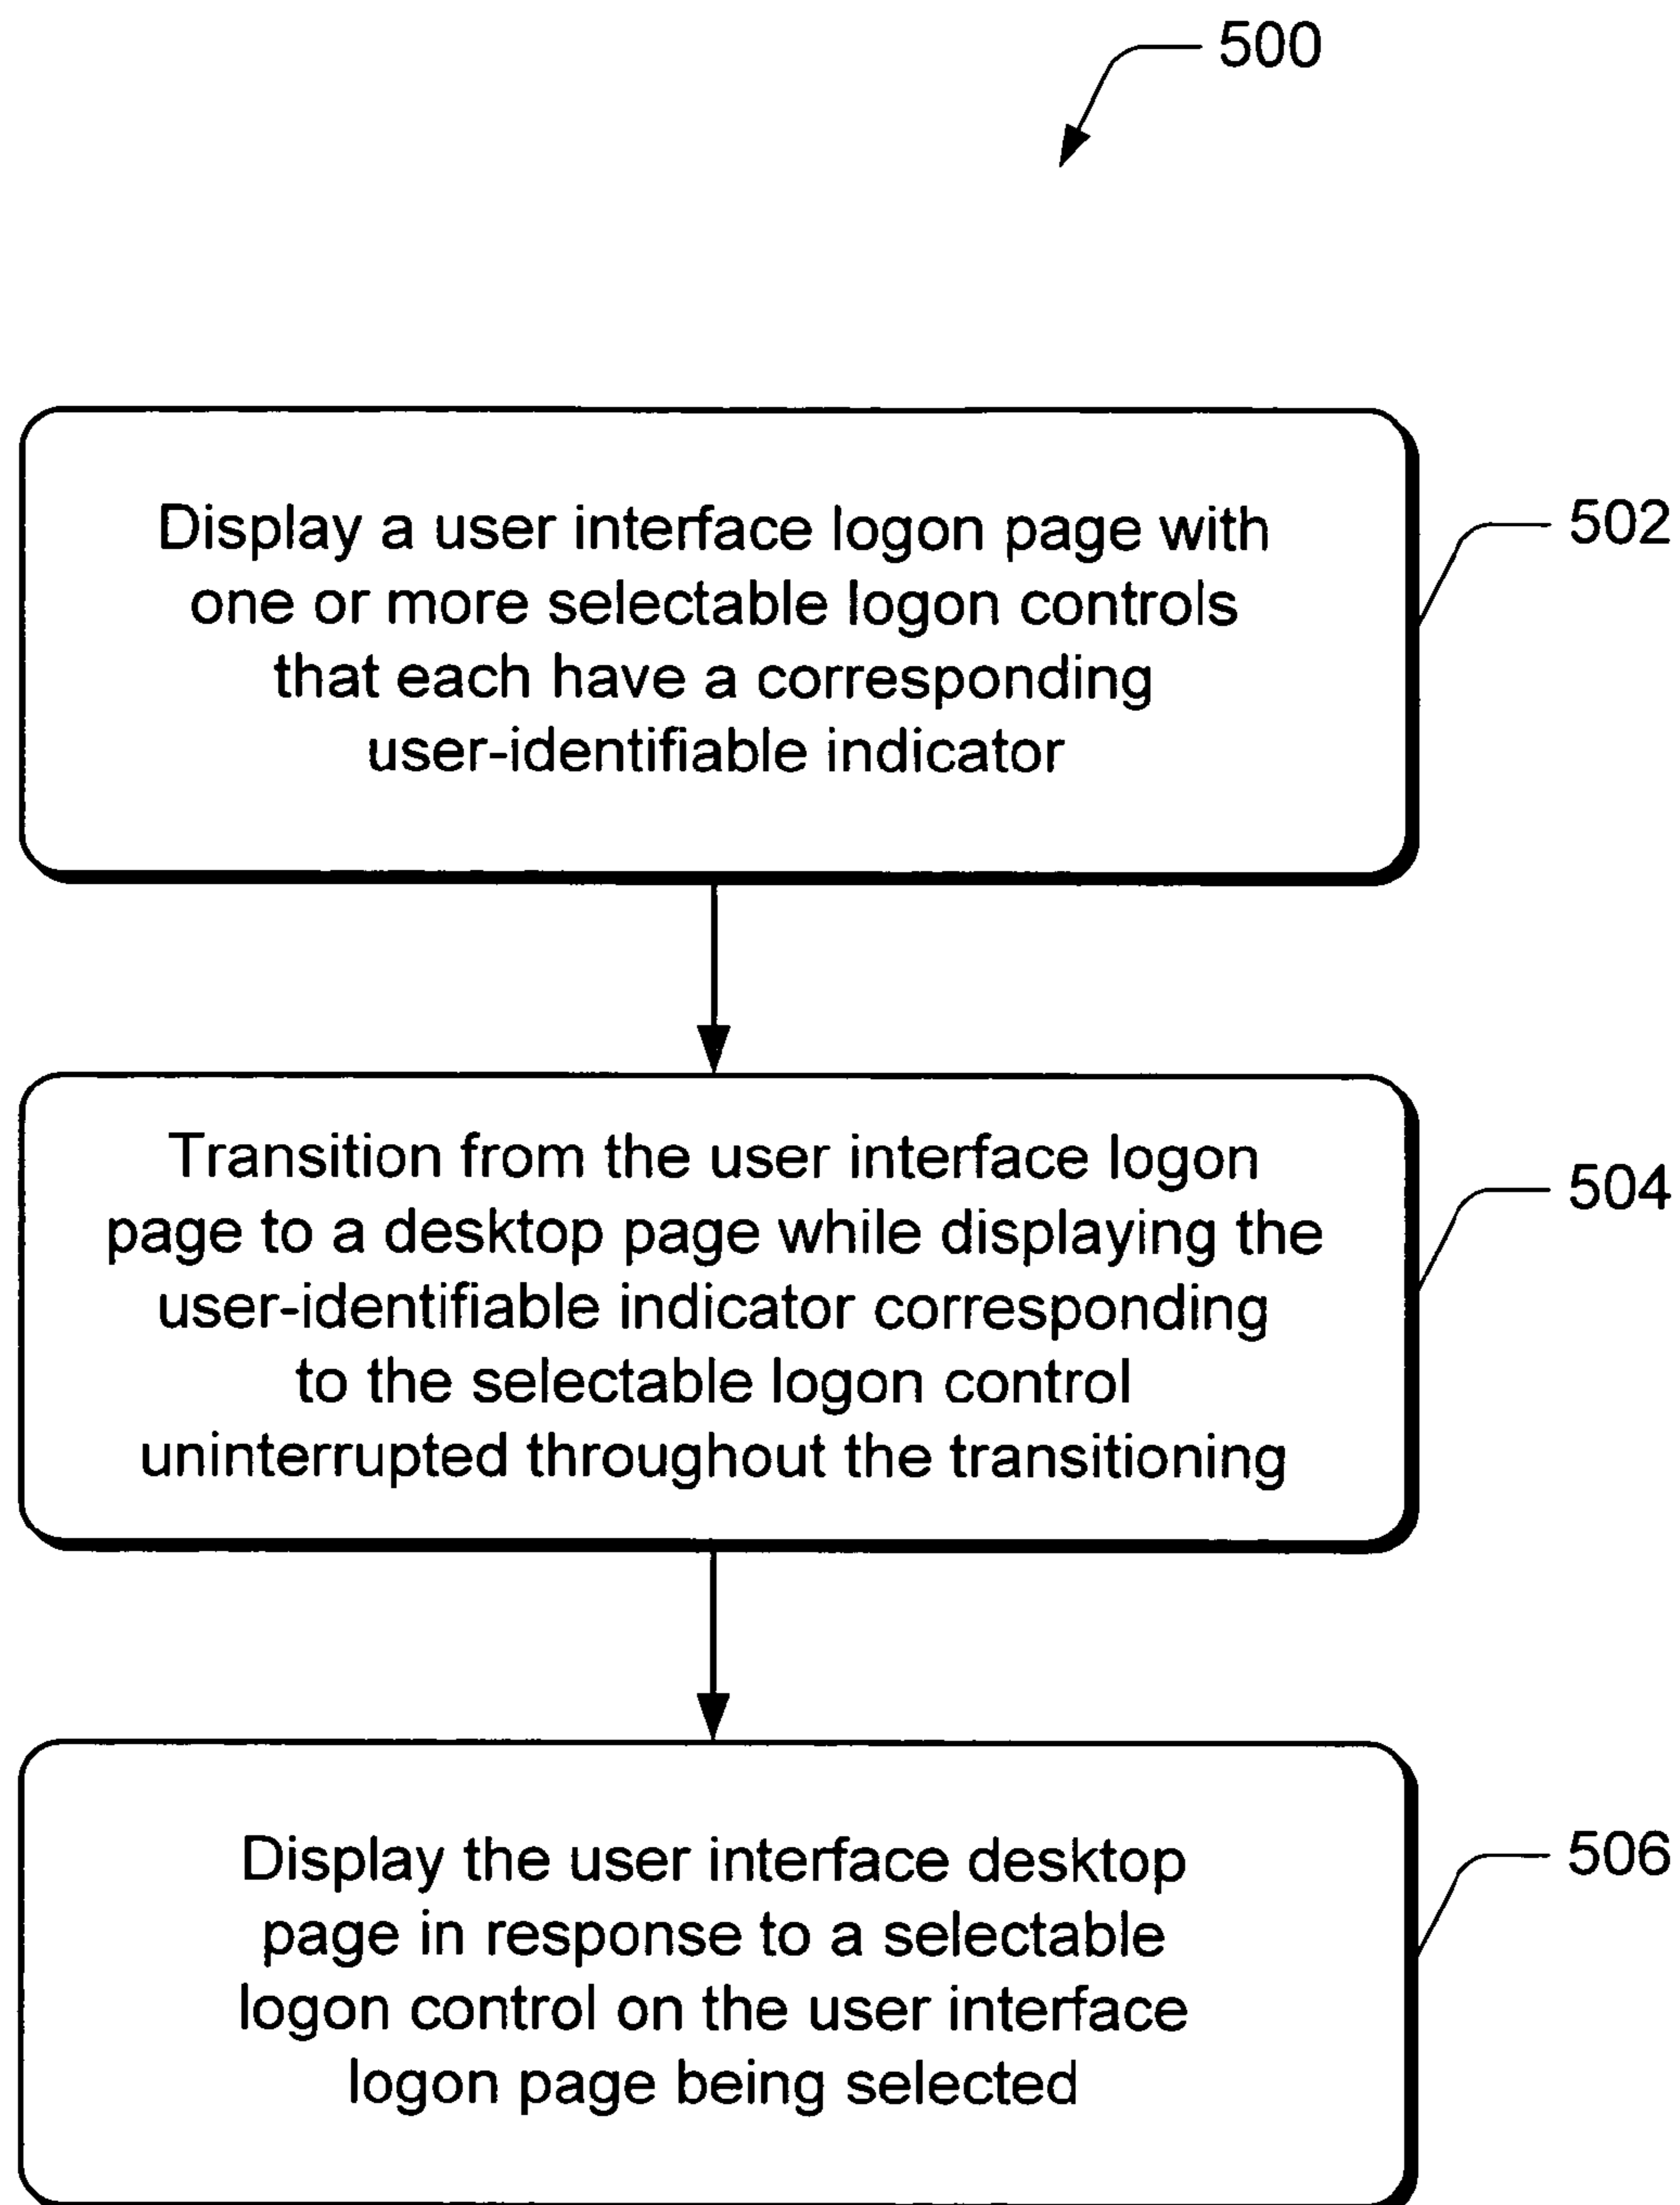 500
Display a user interface logon page with
one or more selectable logon controls
that each have a corresponding
user-identifiable indicator
502
Transition from the user interface logon
page to a desktop page while displaying the
user-identifiable indicator corresponding
to the selectable logon control
uninterrupted throughout the transitioning
504
Display the user interface desktop
page in response to a selectable
logon control on the user interface
logon page being selected
506